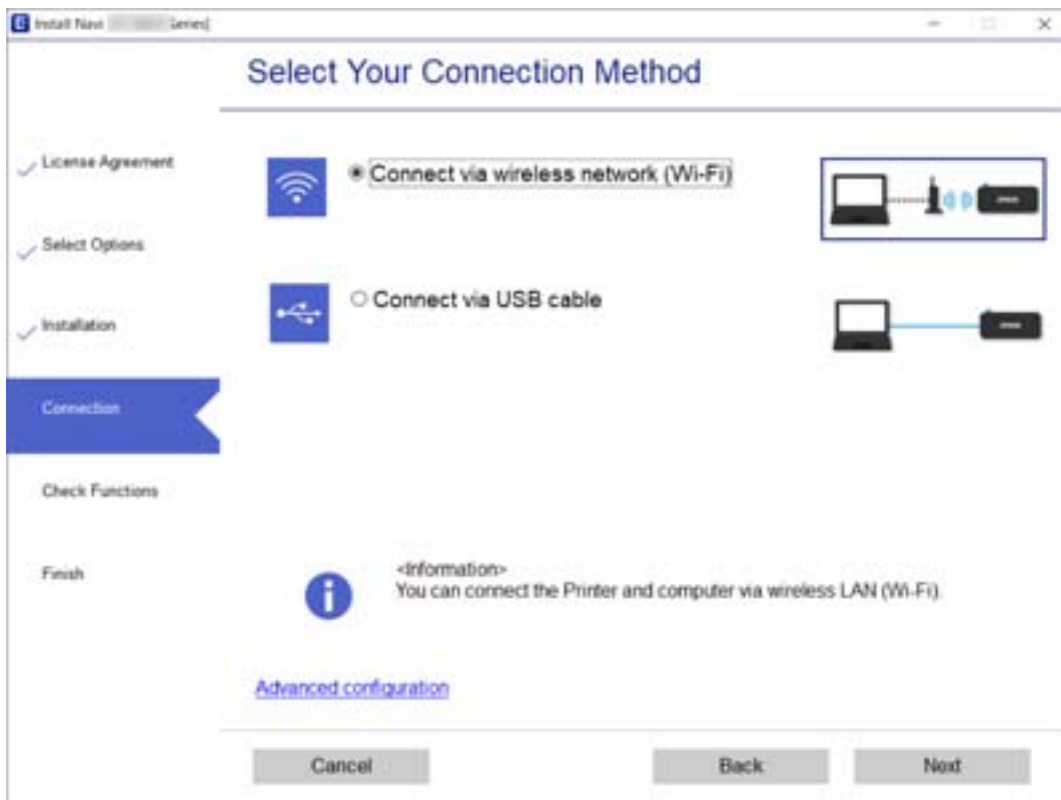 Install Navi
Series]
Select Your Connection Method
License Agreement
Select Options
Installation
Connection
Check Functions
Finish
Connect via wireless network (Wi-Fi)
Connect via USB cable
<Information>
You can connect the Printer and computer via wireless LAN (Wi-Fi).
Advanced configuration
Cancel
Back
Next